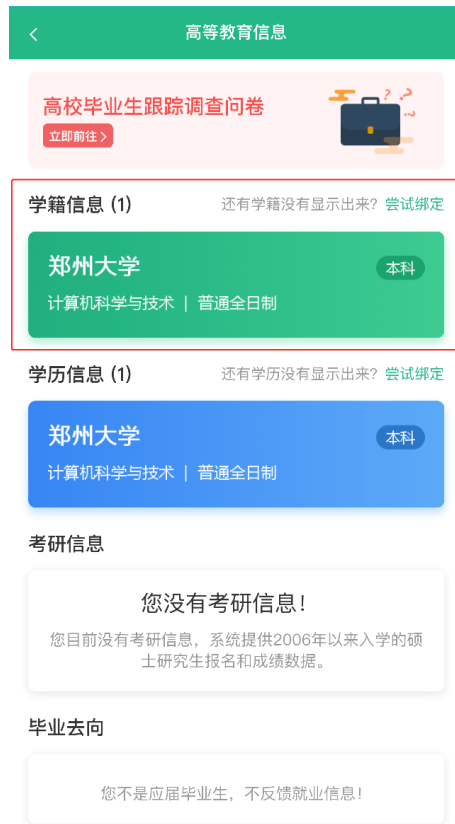 高等教育信息
高校毕业生跟踪调查问卷
立即前往 >
学籍信息 (1) 还有学籍没有显示出来? 尝试绑定
郑州大学 本科
计算机科学与技术 | 普通全日制
学历信息 (1) 还有学历没有显示出来? 尝试绑定
郑州大学 本科
计算机科学与技术 | 普通全日制
考研信息
您没有考研信息!
您目前没有考研信息，系统提供2006年以来入学的硕
士研究生报名和成绩数据。
毕业去向
您不是应届毕业生，不反馈就业信息!